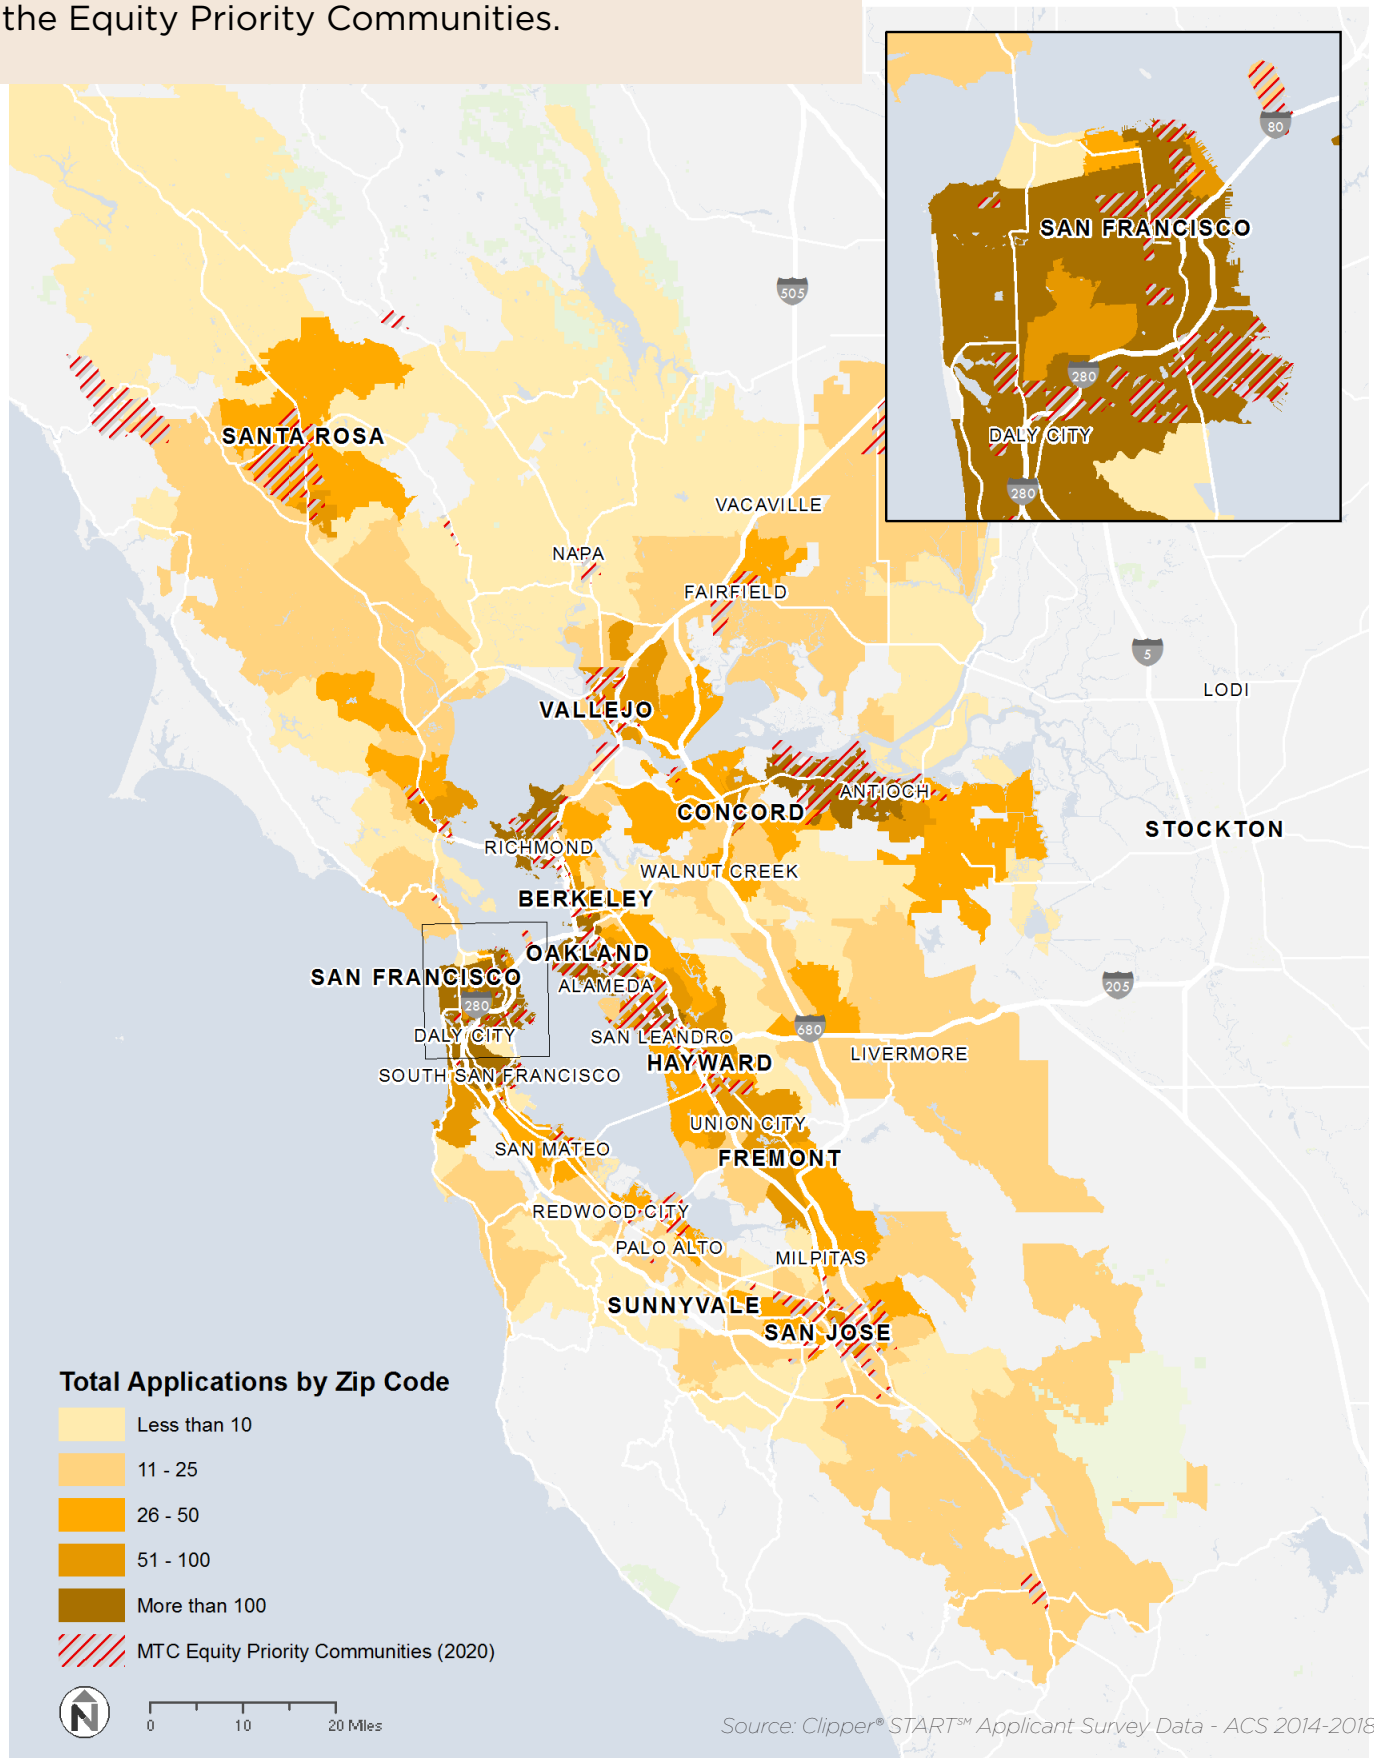 the Equity Priority Communities.
80
SAN FRANCISCO
280
DALY CITY
280
505
SANTA ROSA
VACAVILLE
NAPA
FAIRFIELD
5
LODI
VALLEJO
ANTIOCH
CONCORD
STOCKTON
RICHMOND
WALNUT CREEK
BERKELEY
OAKLAND
SAN FRANCISCO
ALAMEDA
205
280
680
DALY CITY
SAN LEANDRO
LIVERMORE
HAYWARD
SOUTH SAN FRANCISCO
UNION CITY
SAN MATEO
FREMONT
REDWOOD CITY
PALO ALTO
MILPITAS
SUNNYVALE
SAN JOSE
Total Applications by Zip Code
Less than 10
11 - 25
26 - 50
51 - 100
More than 100
MTC Equity Priority Communities (2020)
N
0 10 20 Miles
Source: Clipper® START℠ Applicant Survey Data - ACS 2014-2018